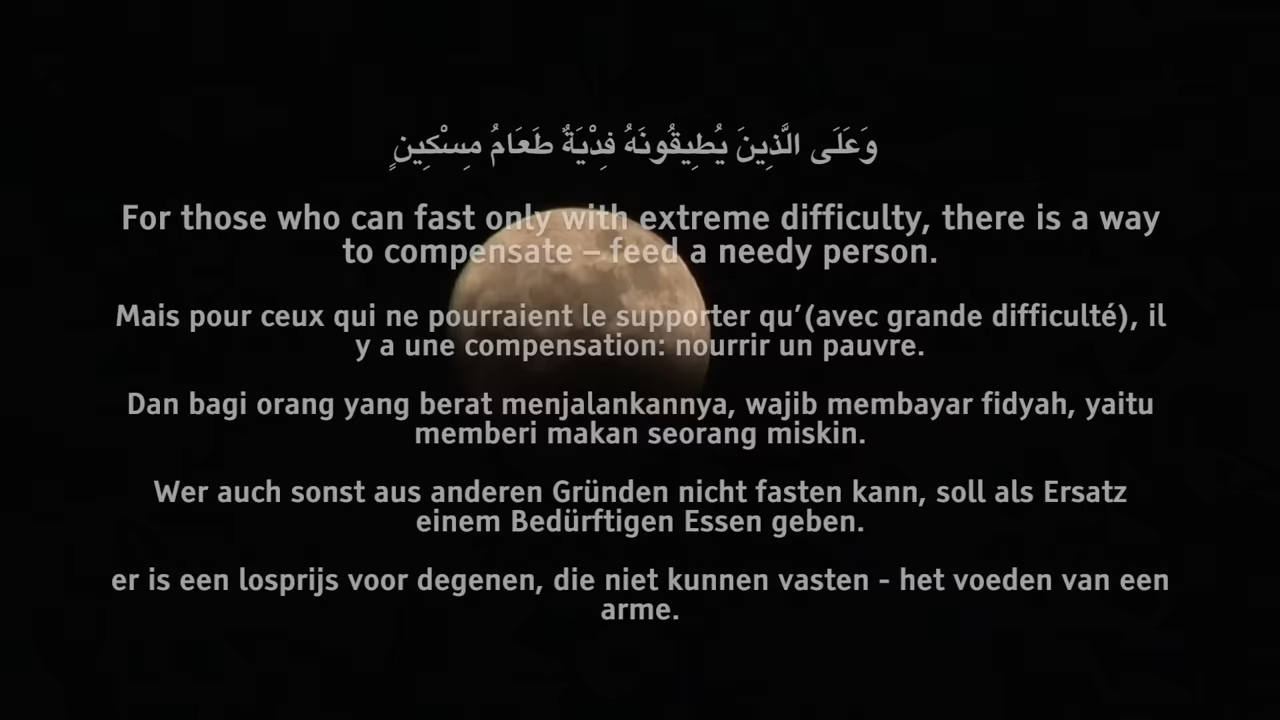 وَعَلَى الَّذِينَ يُطِيقُونَهُ فِدْيَةٌ طَعَامُ مِسْكِينٍ
For those who can fast only with extreme difficulty, there is a way
to compensate – feed a needy person.
Mais pour ceux qui ne pourraient le supporter qu’(avec grande difficulté), il
y a une compensation: nourrir un pauvre.
Dan bagi orang yang berat menjalankannya, wajib membayar fidyah, yaitu
memberi makan seorang miskin.
Wer auch sonst aus anderen Gründen nicht fasten kann, soll als Ersatz
einem Bedürftigen Essen geben.
er is een losprijs voor degenen, die niet kunnen vasten - het voeden van een
arme.